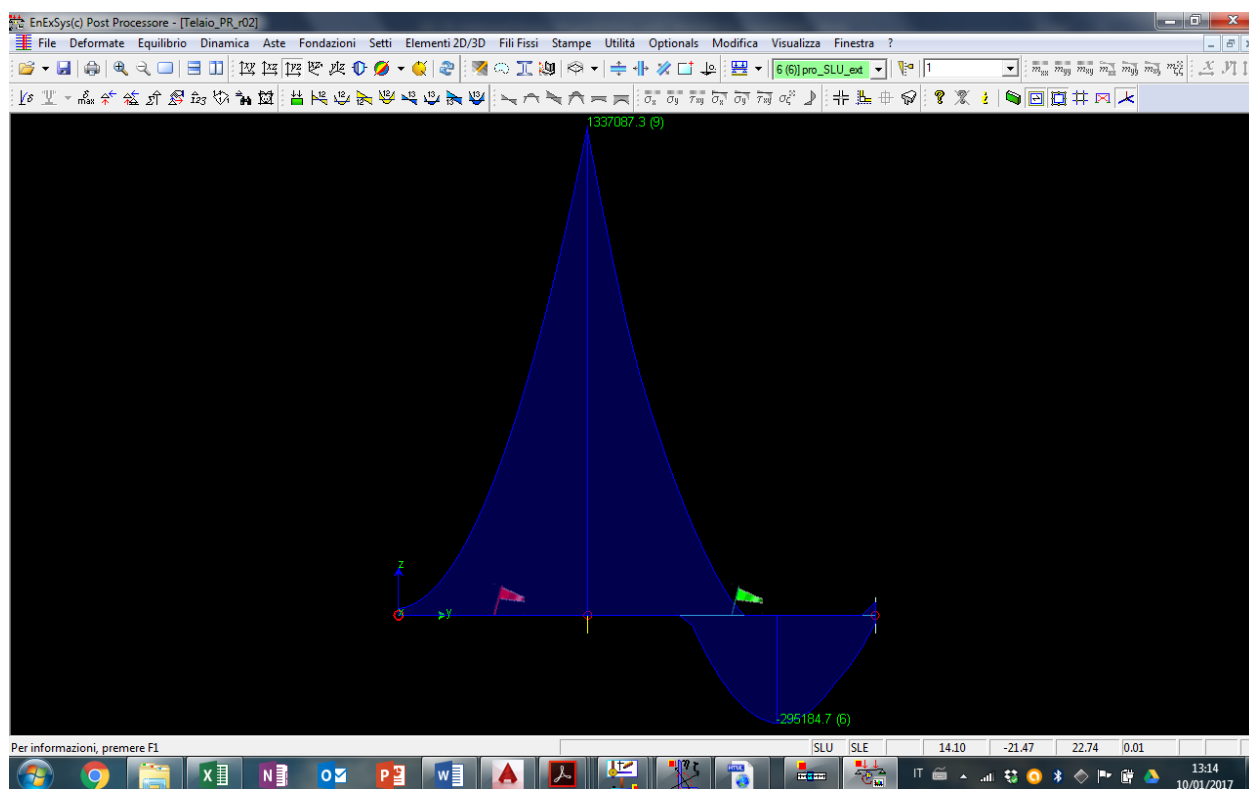 EnExSys(c) Post Processore - [Telaio_PR_r02]
File Deformate Equilibrio Dinamica Aste Fondazioni Setti Elementi 2D/3D Fili Fissi Stampe Utilitá Optionals Modifica Visualizza Finestra ?
6 (6)] pro_SLU_ext 1
1337087.3 (9)
z
x y
-295184.7 (6)
Per informazioni, premere F1 SLU SLE 14.10 -21.47 22.74 0.01
IT 13:14
10/01/2017